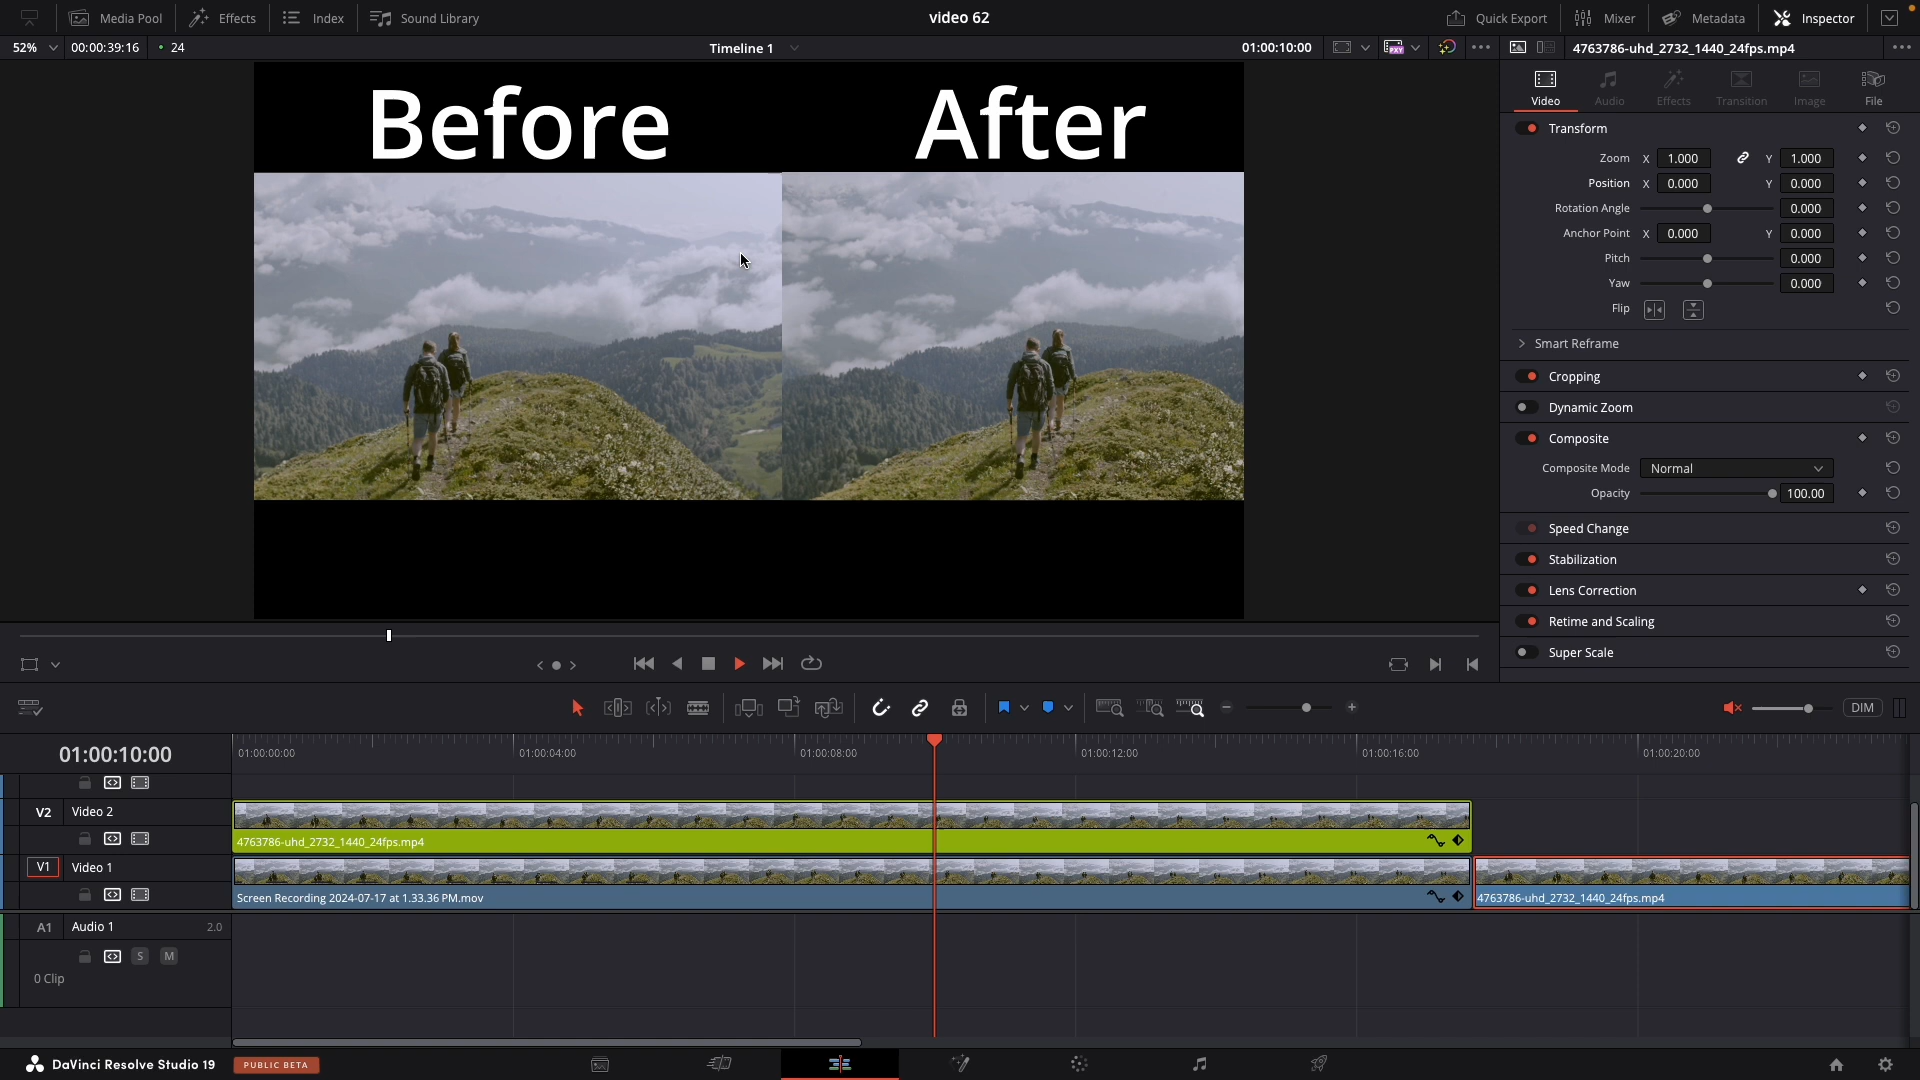 Media Pool
Effects
Index
Sound Library
video 62
Quick Export
Mixer
Metadata
Inspector
52%
00:00:39:16
24
Timeline 1
01:00:10:00
PXY
4763786-uhd_2732_1440_24fps.mp4
Before
After
Video
Audio
Effects
Transition
Image
File
Transform
Zoom X 1.000 Y 1.000
Position X 0.000 Y 0.000
Rotation Angle 0.000
Anchor Point X 0.000 Y 0.000
Pitch 0.000
Yaw 0.000
Flip
Smart Reframe
Cropping
Dynamic Zoom
Composite
Composite Mode Normal
Opacity 100.00
Speed Change
Stabilization
Lens Correction
Retime and Scaling
Super Scale
DIM
01:00:10:00
01:00:00:00
01:00:04:00
01:00:08:00
01:00:12:00
01:00:16:00
01:00:20:00
V2 Video 2
4763786-uhd_2732_1440_24fps.mp4
V1 Video 1
Screen Recording 2024-07-17 at 1.33.36 PM.mov
4763786-uhd_2732_1440_24fps.mp4
A1 Audio 1 2.0
S M
0 Clip
DaVinci Resolve Studio 19
PUBLIC BETA